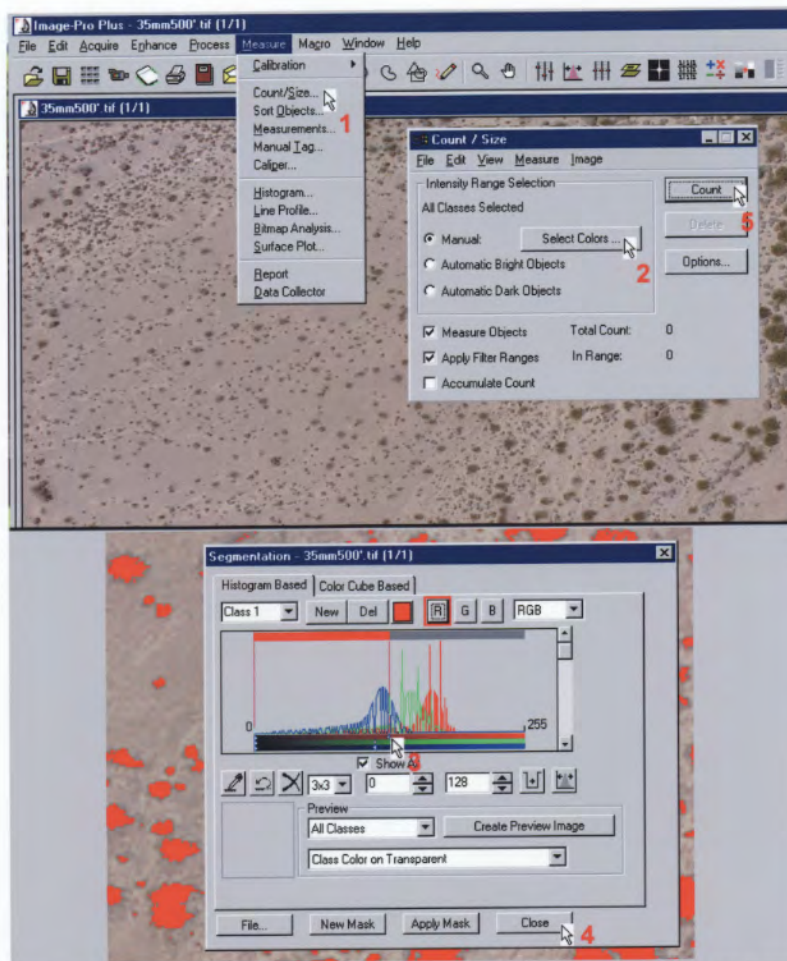 Image-Pro Plus - 35mm500'.tif (1/1)
File Edit Acquire Enhance Process Measure Macro Window Help
35mm500'.tif (1/1)
Calibration
Count/Size...
1
Sort Objects...
Measurements...
Manual Tag...
Caliper...
Histogram...
Line Profile...
Bitmap Analysis...
Surface Plot...
Report
Data Collector
Count / Size
File Edit View Measure Image
Intensity Range Selection
All Classes Selected
Manual: Select Colors ...
2
Automatic Bright Objects
Automatic Dark Objects
Count
5
Delete
Options...
Measure Objects Total Count: 0
Apply Filter Ranges In Range: 0
Accumulate Count
Segmentation - 35mm500'.tif (1/1)
Histogram Based Color Cube Based
Class 1 New Del R G B RGB
0 255
Show
3
3x3 0 128
Preview
All Classes Create Preview Image
Class Color on Transparent
File... New Mask Apply Mask Close
4